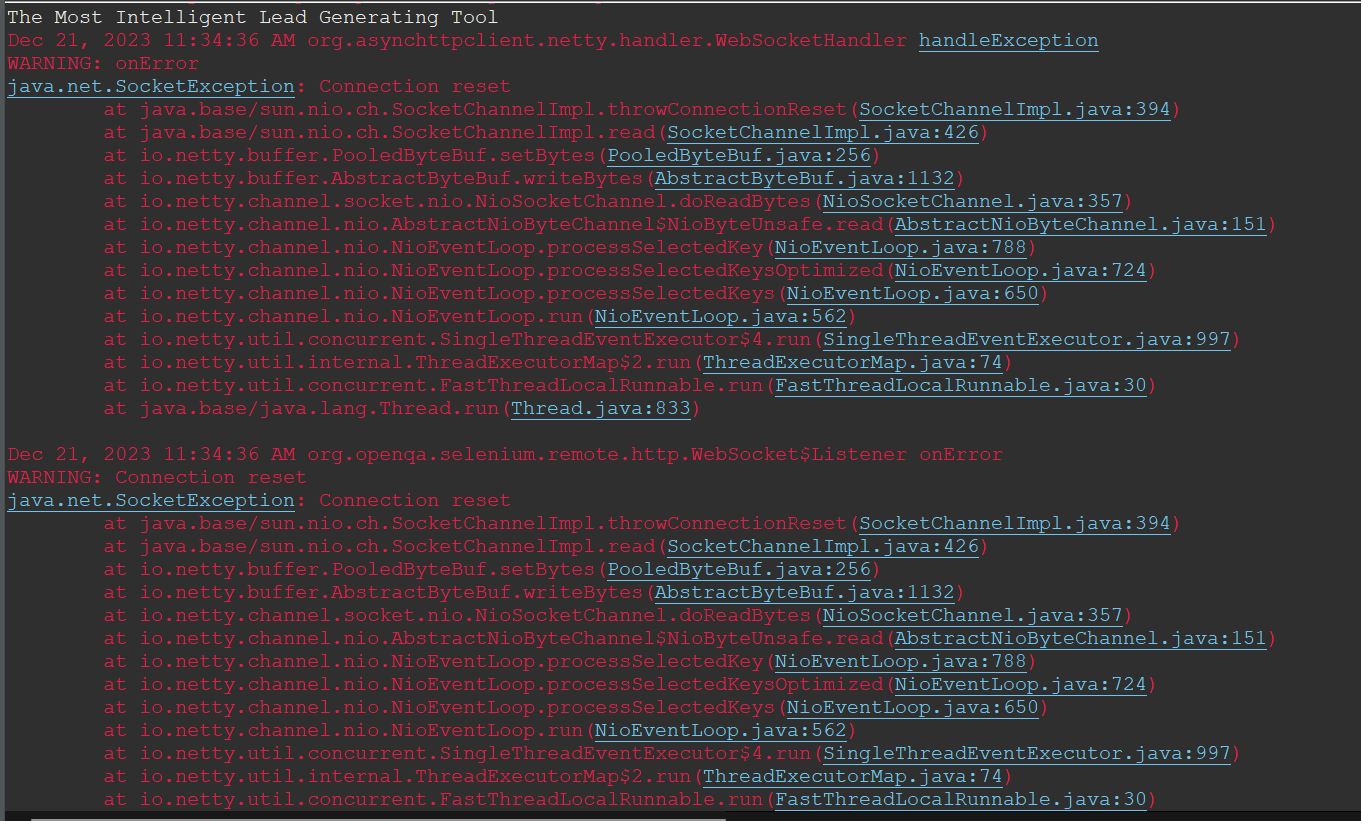 The Most Intelligent Lead Generating Tool
Dec 21, 2023 11:34:36 AM org.asynchttpclient.netty.handler.WebSocketHandler handleException
WARNING: onError
java.net.SocketException: Connection reset
at java.base/sun.nio.ch.SocketChannelImpl.throwConnectionReset(SocketChannelImpl.java:394)
at java.base/sun.nio.ch.SocketChannelImpl.read(SocketChannelImpl.java:426)
at io.netty.buffer.PooledByteBuf.setBytes(PooledByteBuf.java:256)
at io.netty.buffer.AbstractByteBuf.writeBytes(AbstractByteBuf.java:1132)
at io.netty.channel.socket.nio.NioSocketChannel.doReadBytes(NioSocketChannel.java:357)
at io.netty.channel.nio.AbstractNioByteChannel$NioByteUnsafe.read(AbstractNioByteChannel.java:151)
at io.netty.channel.nio.NioEventLoop.processSelectedKey(NioEventLoop.java:788)
at io.netty.channel.nio.NioEventLoop.processSelectedKeysOptimized(NioEventLoop.java:724)
at io.netty.channel.nio.NioEventLoop.processSelectedKeys(NioEventLoop.java:650)
at io.netty.channel.nio.NioEventLoop.run(NioEventLoop.java:562)
at io.netty.util.concurrent.SingleThreadEventExecutor$4.run(SingleThreadEventExecutor.java:997)
at io.netty.util.internal.ThreadExecutorMap$2.run(ThreadExecutorMap.java:74)
at io.netty.util.concurrent.FastThreadLocalRunnable.run(FastThreadLocalRunnable.java:30)
at java.base/java.lang.Thread.run(Thread.java:833)
Dec 21, 2023 11:34:36 AM org.openqa.selenium.remote.http.WebSocket$Listener onError
WARNING: Connection reset
java.net.SocketException: Connection reset
at java.base/sun.nio.ch.SocketChannelImpl.throwConnectionReset(SocketChannelImpl.java:394)
at java.base/sun.nio.ch.SocketChannelImpl.read(SocketChannelImpl.java:426)
at io.netty.buffer.PooledByteBuf.setBytes(PooledByteBuf.java:256)
at io.netty.buffer.AbstractByteBuf.writeBytes(AbstractByteBuf.java:1132)
at io.netty.channel.socket.nio.NioSocketChannel.doReadBytes(NioSocketChannel.java:357)
at io.netty.channel.nio.AbstractNioByteChannel$NioByteUnsafe.read(AbstractNioByteChannel.java:151)
at io.netty.channel.nio.NioEventLoop.processSelectedKey(NioEventLoop.java:788)
at io.netty.channel.nio.NioEventLoop.processSelectedKeysOptimized(NioEventLoop.java:724)
at io.netty.channel.nio.NioEventLoop.processSelectedKeys(NioEventLoop.java:650)
at io.netty.channel.nio.NioEventLoop.run(NioEventLoop.java:562)
at io.netty.util.concurrent.SingleThreadEventExecutor$4.run(SingleThreadEventExecutor.java:997)
at io.netty.util.internal.ThreadExecutorMap$2.run(ThreadExecutorMap.java:74)
at io.netty.util.concurrent.FastThreadLocalRunnable.run(FastThreadLocalRunnable.java:30)